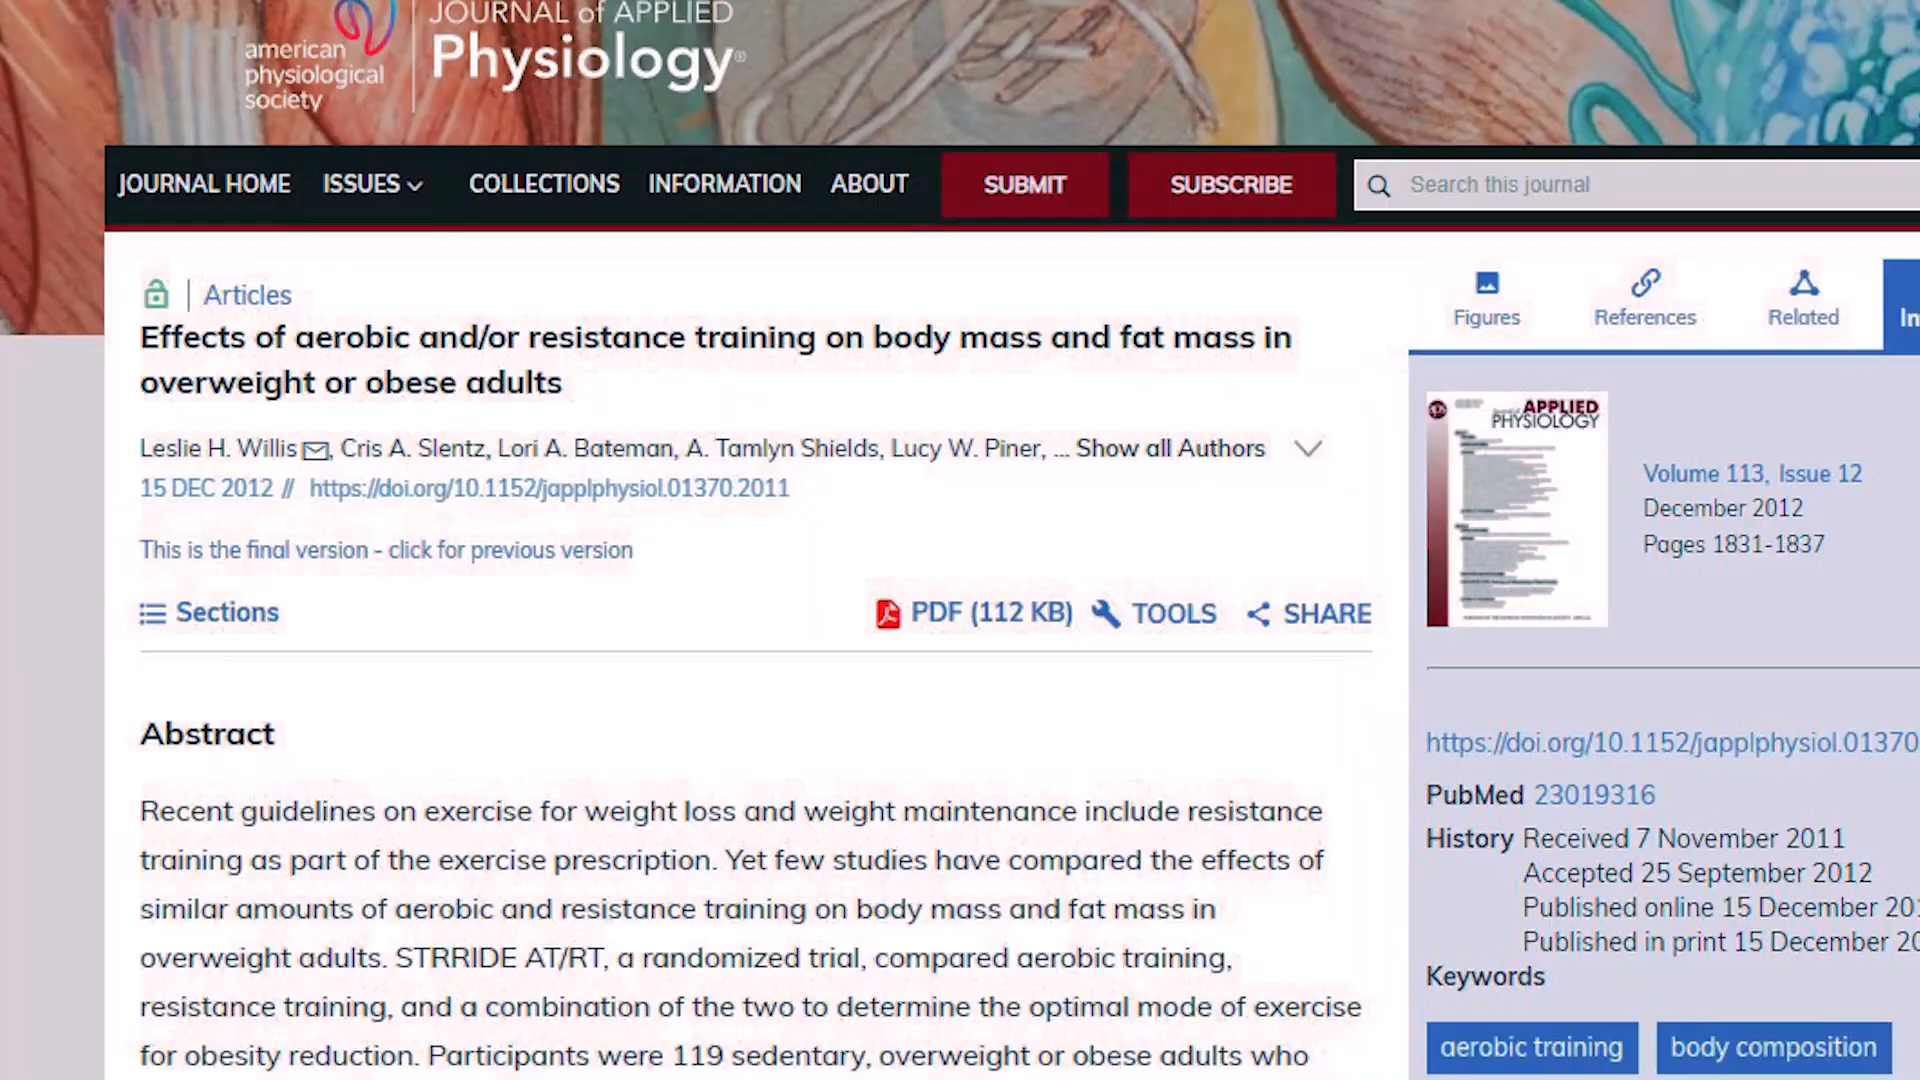 JOURNAL of APPLIED
Physiology®
american
physiological
society
JOURNAL HOME ISSUES COLLECTIONS INFORMATION ABOUT SUBMIT SUBSCRIBE Search this journal
Articles
Effects of aerobic and/or resistance training on body mass and fat mass in
overweight or obese adults
Leslie H. Willis, Cris A. Slentz, Lori A. Bateman, A. Tamlyn Shields, Lucy W. Piner, ... Show all Authors
15 DEC 2012 // https://doi.org/10.1152/japplphysiol.01370.2011
This is the final version - click for previous version
Sections PDF (112 KB) TOOLS SHARE
Abstract
Recent guidelines on exercise for weight loss and weight maintenance include resistance
training as part of the exercise prescription. Yet few studies have compared the effects of
similar amounts of aerobic and resistance training on body mass and fat mass in
overweight adults. STRRIDE AT/RT, a randomized trial, compared aerobic training,
resistance training, and a combination of the two to determine the optimal mode of exercise
for obesity reduction. Participants were 119 sedentary, overweight or obese adults who
Figures References Related In
APPLIED
PHYSIOLOGY
Volume 113, Issue 12
December 2012
Pages 1831-1837
https://doi.org/10.1152/japplphysiol.01370
PubMed 23019316
History Received 7 November 2011
Accepted 25 September 2012
Published online 15 December 201
Published in print 15 December 20
Keywords
aerobic training body composition